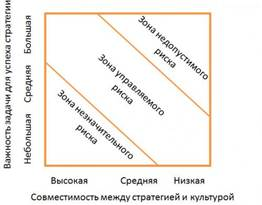 Важность задачи для успеха стратегии
Большая
Средняя
Небольшая
Зона недопустимого
риска
Зона управляемого
риска
Зона незначительного
риска
Высокая
Средняя
Низкая
Совместимость между стратегией и культурой